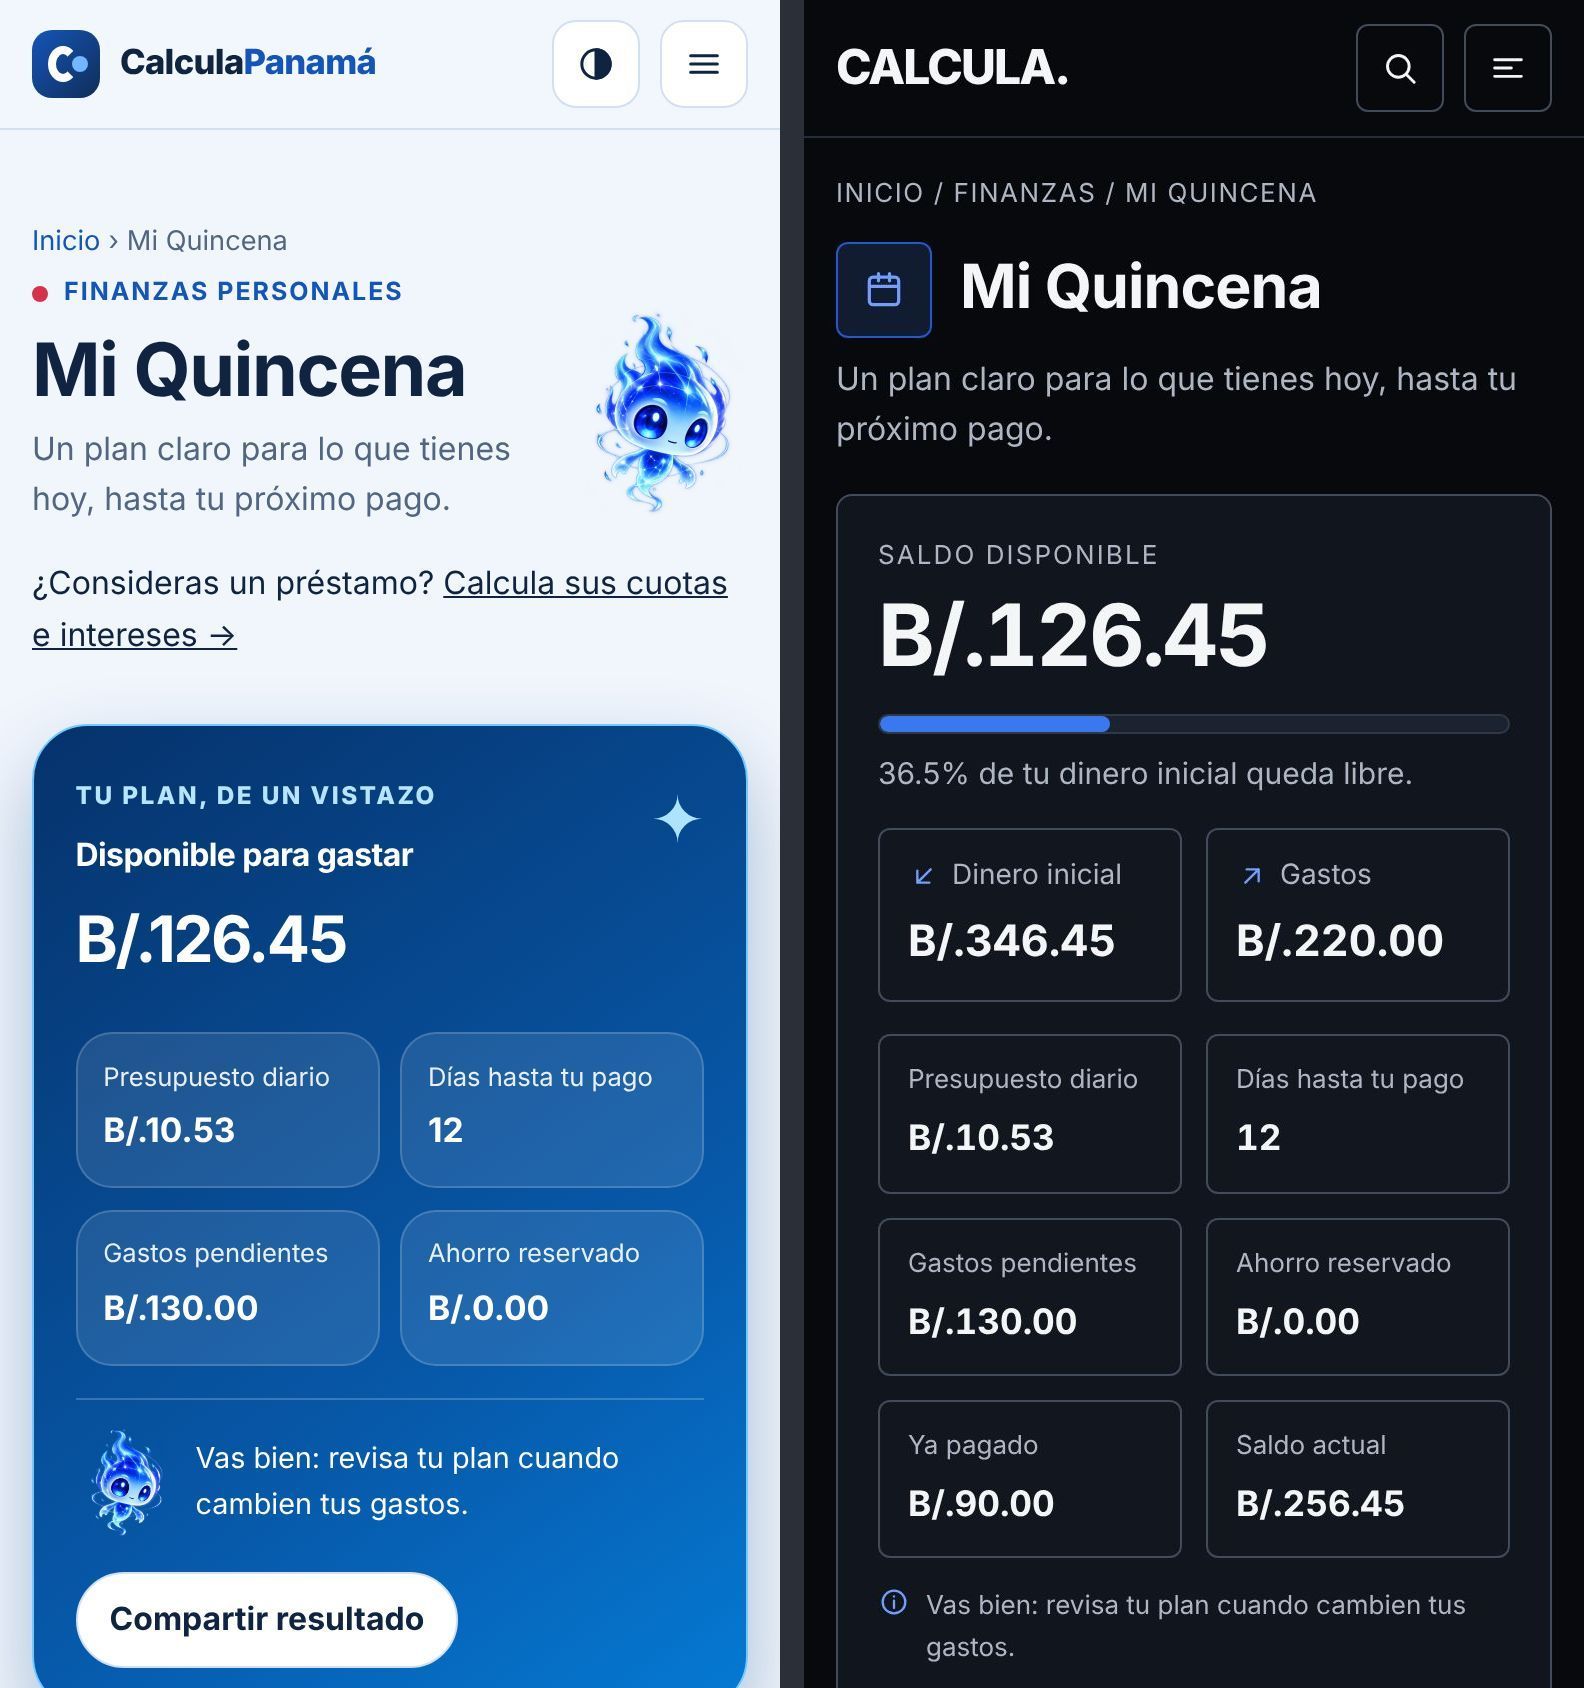 CalculaPanamá
Inicio › Mi Quincena
FINANZAS PERSONALES
Mi Quincena
Un plan claro para lo que tienes
hoy, hasta tu próximo pago.
¿Consideras un préstamo? Calcula sus cuotas
e intereses →
TU PLAN, DE UN VISTAZO
Disponible para gastar
B/.126.45
Presupuesto diario
B/.10.53
Días hasta tu pago
12
Gastos pendientes
B/.130.00
Ahorro reservado
B/.0.00
Vas bien: revisa tu plan cuando
cambien tus gastos.
Compartir resultado
CALCULA.
INICIO / FINANZAS / MI QUINCENA
Mi Quincena
Un plan claro para lo que tienes hoy, hasta tu
próximo pago.
SALDO DISPONIBLE
B/.126.45
36.5% de tu dinero inicial queda libre.
Dinero inicial
B/.346.45
Gastos
B/.220.00
Presupuesto diario
B/.10.53
Días hasta tu pago
12
Gastos pendientes
B/.130.00
Ahorro reservado
B/.0.00
Ya pagado
B/.90.00
Saldo actual
B/.256.45
Vas bien: revisa tu plan cuando cambien tus
gastos.